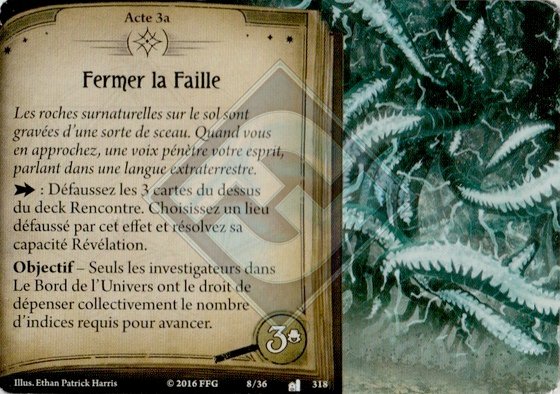 Acte 3a
Fermer la Faille
Les roches surnaturelles sur le sol sont
gravées d'une sorte de sceau. Quand vous
en approchez, une voix pénètre votre esprit,
parlant dans une langue extraterrestre.
: Défaussez les 3 cartes du dessus
du deck Rencontre. Choisissez un lieu
défaussé par cet effet et résolvez sa
capacité Révélation.
Objectif – Seuls les investigateurs dans
Le Bord de l'Univers ont le droit de
dépenser collectivement le nombre
d'indices requis pour avancer.
3
Illus. Ethan Patrick Harris © 2016 FFG 8/36 318